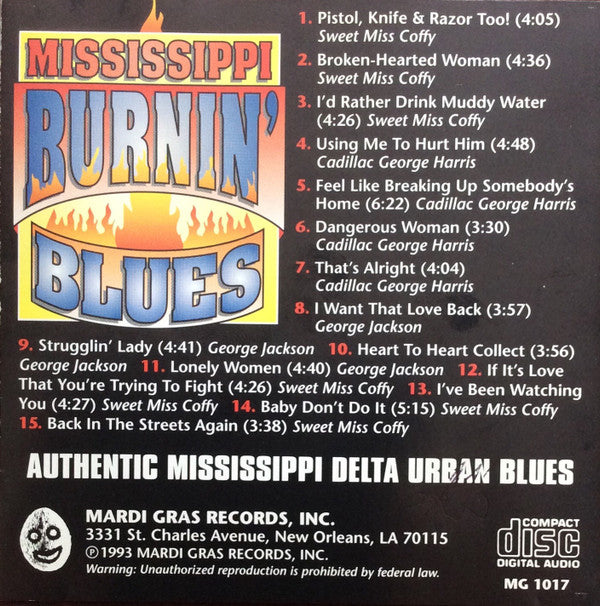 MISSISSIPPI
BURNIN'
BLUES
1. Pistol, Knife & Razor Too! (4:05)
Sweet Miss Coffy
2. Broken-Hearted Woman (4:36)
Sweet Miss Coffy
3. I'd Rather Drink Muddy Water
(4:26) Sweet Miss Coffy
4. Using Me To Hurt Him (4:48)
Cadillac George Harris
5. Feel Like Breaking Up Somebody's
Home (6:22) Cadillac George Harris
6. Dangerous Woman (3:30)
Cadillac George Harris
7. That's Alright (4:04)
Cadillac George Harris
8. I Want That Love Back (3:57)
George Jackson
9. Strugglin' Lady (4:41) George Jackson 10. Heart To Heart Collect (3:56)
George Jackson 11. Lonely Women (4:40) George Jackson 12. If It's Love
That You're Trying To Fight (4:26) Sweet Miss Coffy 13. I've Been Watching
You (4:27) Sweet Miss Coffy 14. Baby Don't Do It (5:15) Sweet Miss Coffy
15. Back In The Streets Again (3:38) Sweet Miss Coffy
AUTHENTIC MISSISSIPPI DELTA URBAN BLUES
MARDI GRAS RECORDS, INC.
3331 St. Charles Avenue, New Orleans, LA 70115
℗ 1993 MARDI GRAS RECORDS, INC.
Warning: Unauthorized reproduction is prohibited by federal law.
COMPACT
disc
DIGITAL AUDIO
MG 1017